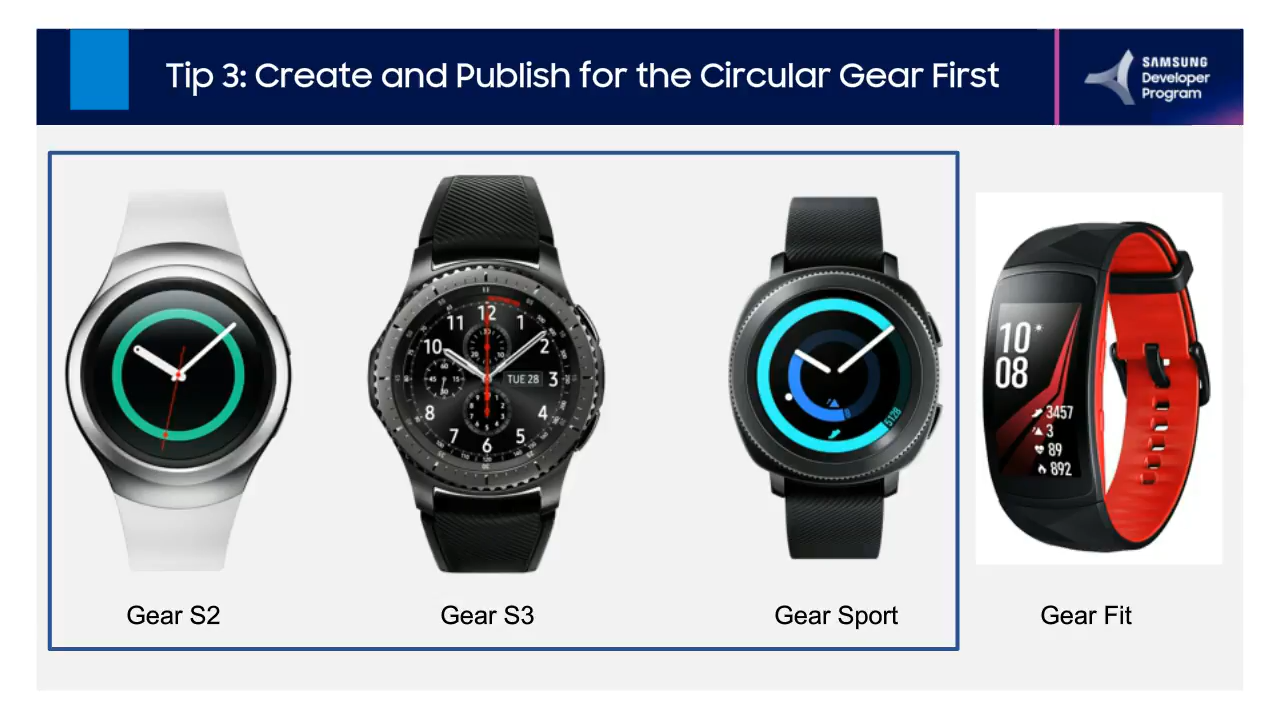 Tip 3: Create and Publish for the Circular Gear First
SAMSUNG
Developer
Program
12
1
2
3
4
5
6
7
8
10
11
TUE 28
5128
10
08
3457
3
89
892
Gear S2
Gear S3
Gear Sport
Gear Fit